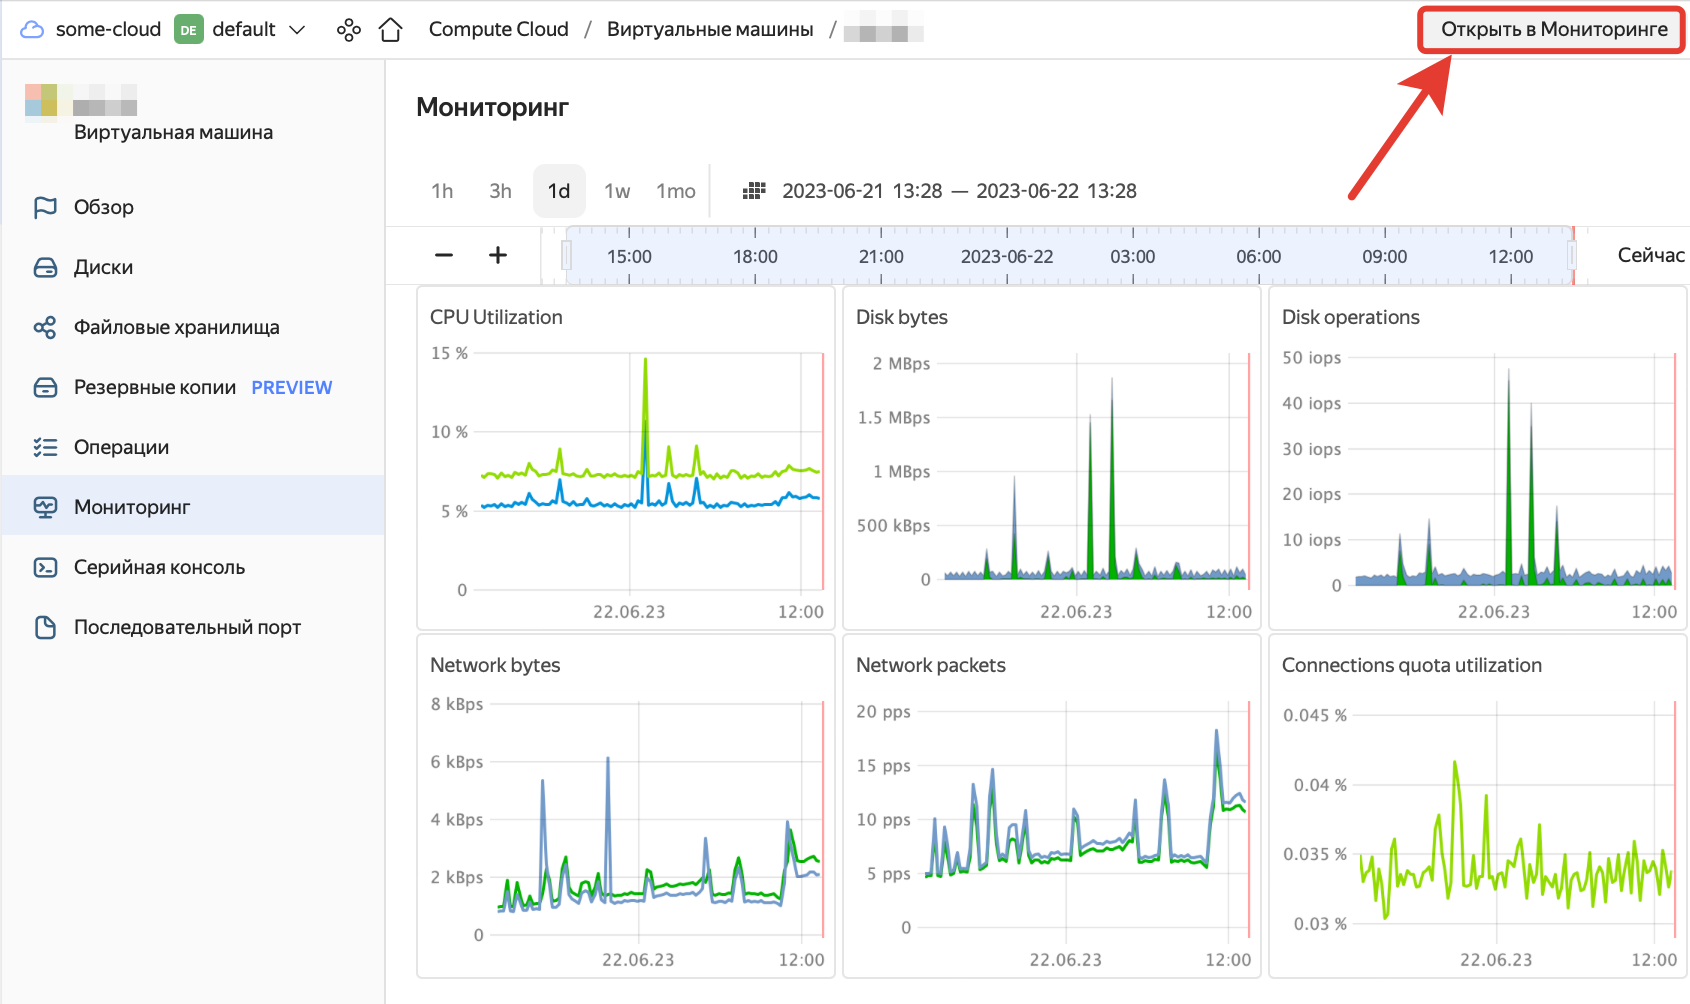 some-cloud DE default Compute Cloud / Виртуальные машины / Открыть в Мониторинге
Виртуальная машина
Обзор
Диски
Файловые хранилища
Резервные копии PREVIEW
Операции
Мониторинг
Серийная консоль
Последовательный порт
Мониторинг
1h 3h 1d 1w 1mo 2023-06-21 13:28 — 2023-06-22 13:28
− + 15:00 18:00 21:00 2023-06-22 03:00 06:00 09:00 12:00 Сейчас
CPU Utilization
15 %
10 %
5 %
0
22.06.23 12:00
Disk bytes
2 MBps
1.5 MBps
1 MBps
500 kBps
0
22.06.23 12:00
Disk operations
50 iops
40 iops
30 iops
20 iops
10 iops
0
22.06.23 12:00
Network bytes
8 kBps
6 kBps
4 kBps
2 kBps
0
22.06.23 12:00
Network packets
20 pps
15 pps
10 pps
5 pps
0
22.06.23 12:00
Connections quota utilization
0.045 %
0.04 %
0.035 %
0.03 %
22.06.23 12:00